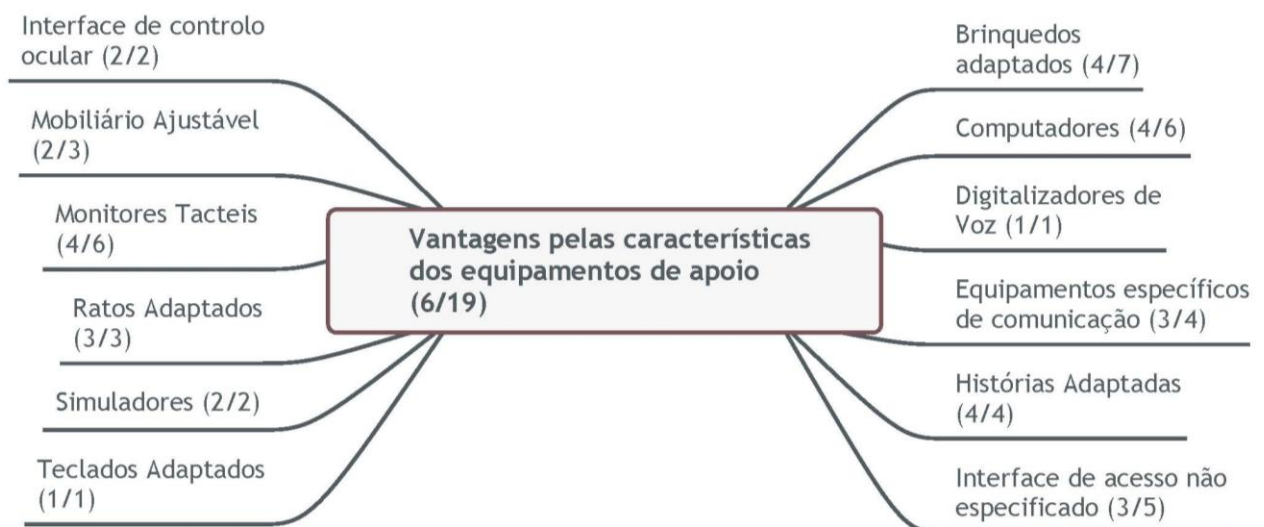 Interface de controlo
ocular (2/2)
Mobiliário Ajustável
(2/3)
Monitores Tacteis
(4/6)
Ratos Adaptados
(3/3)
Simuladores (2/2)
Teclados Adaptados
(1/1)
Vantagens pelas características
dos equipamentos de apoio
(6/19)
Brinquedos
adaptados (4/7)
Computadores (4/6)
Digitalizadores de
Voz (1/1)
Equipamentos específicos
de comunicação (3/4)
Histórias Adaptadas
(4/4)
Interface de acesso não
especificado (3/5)